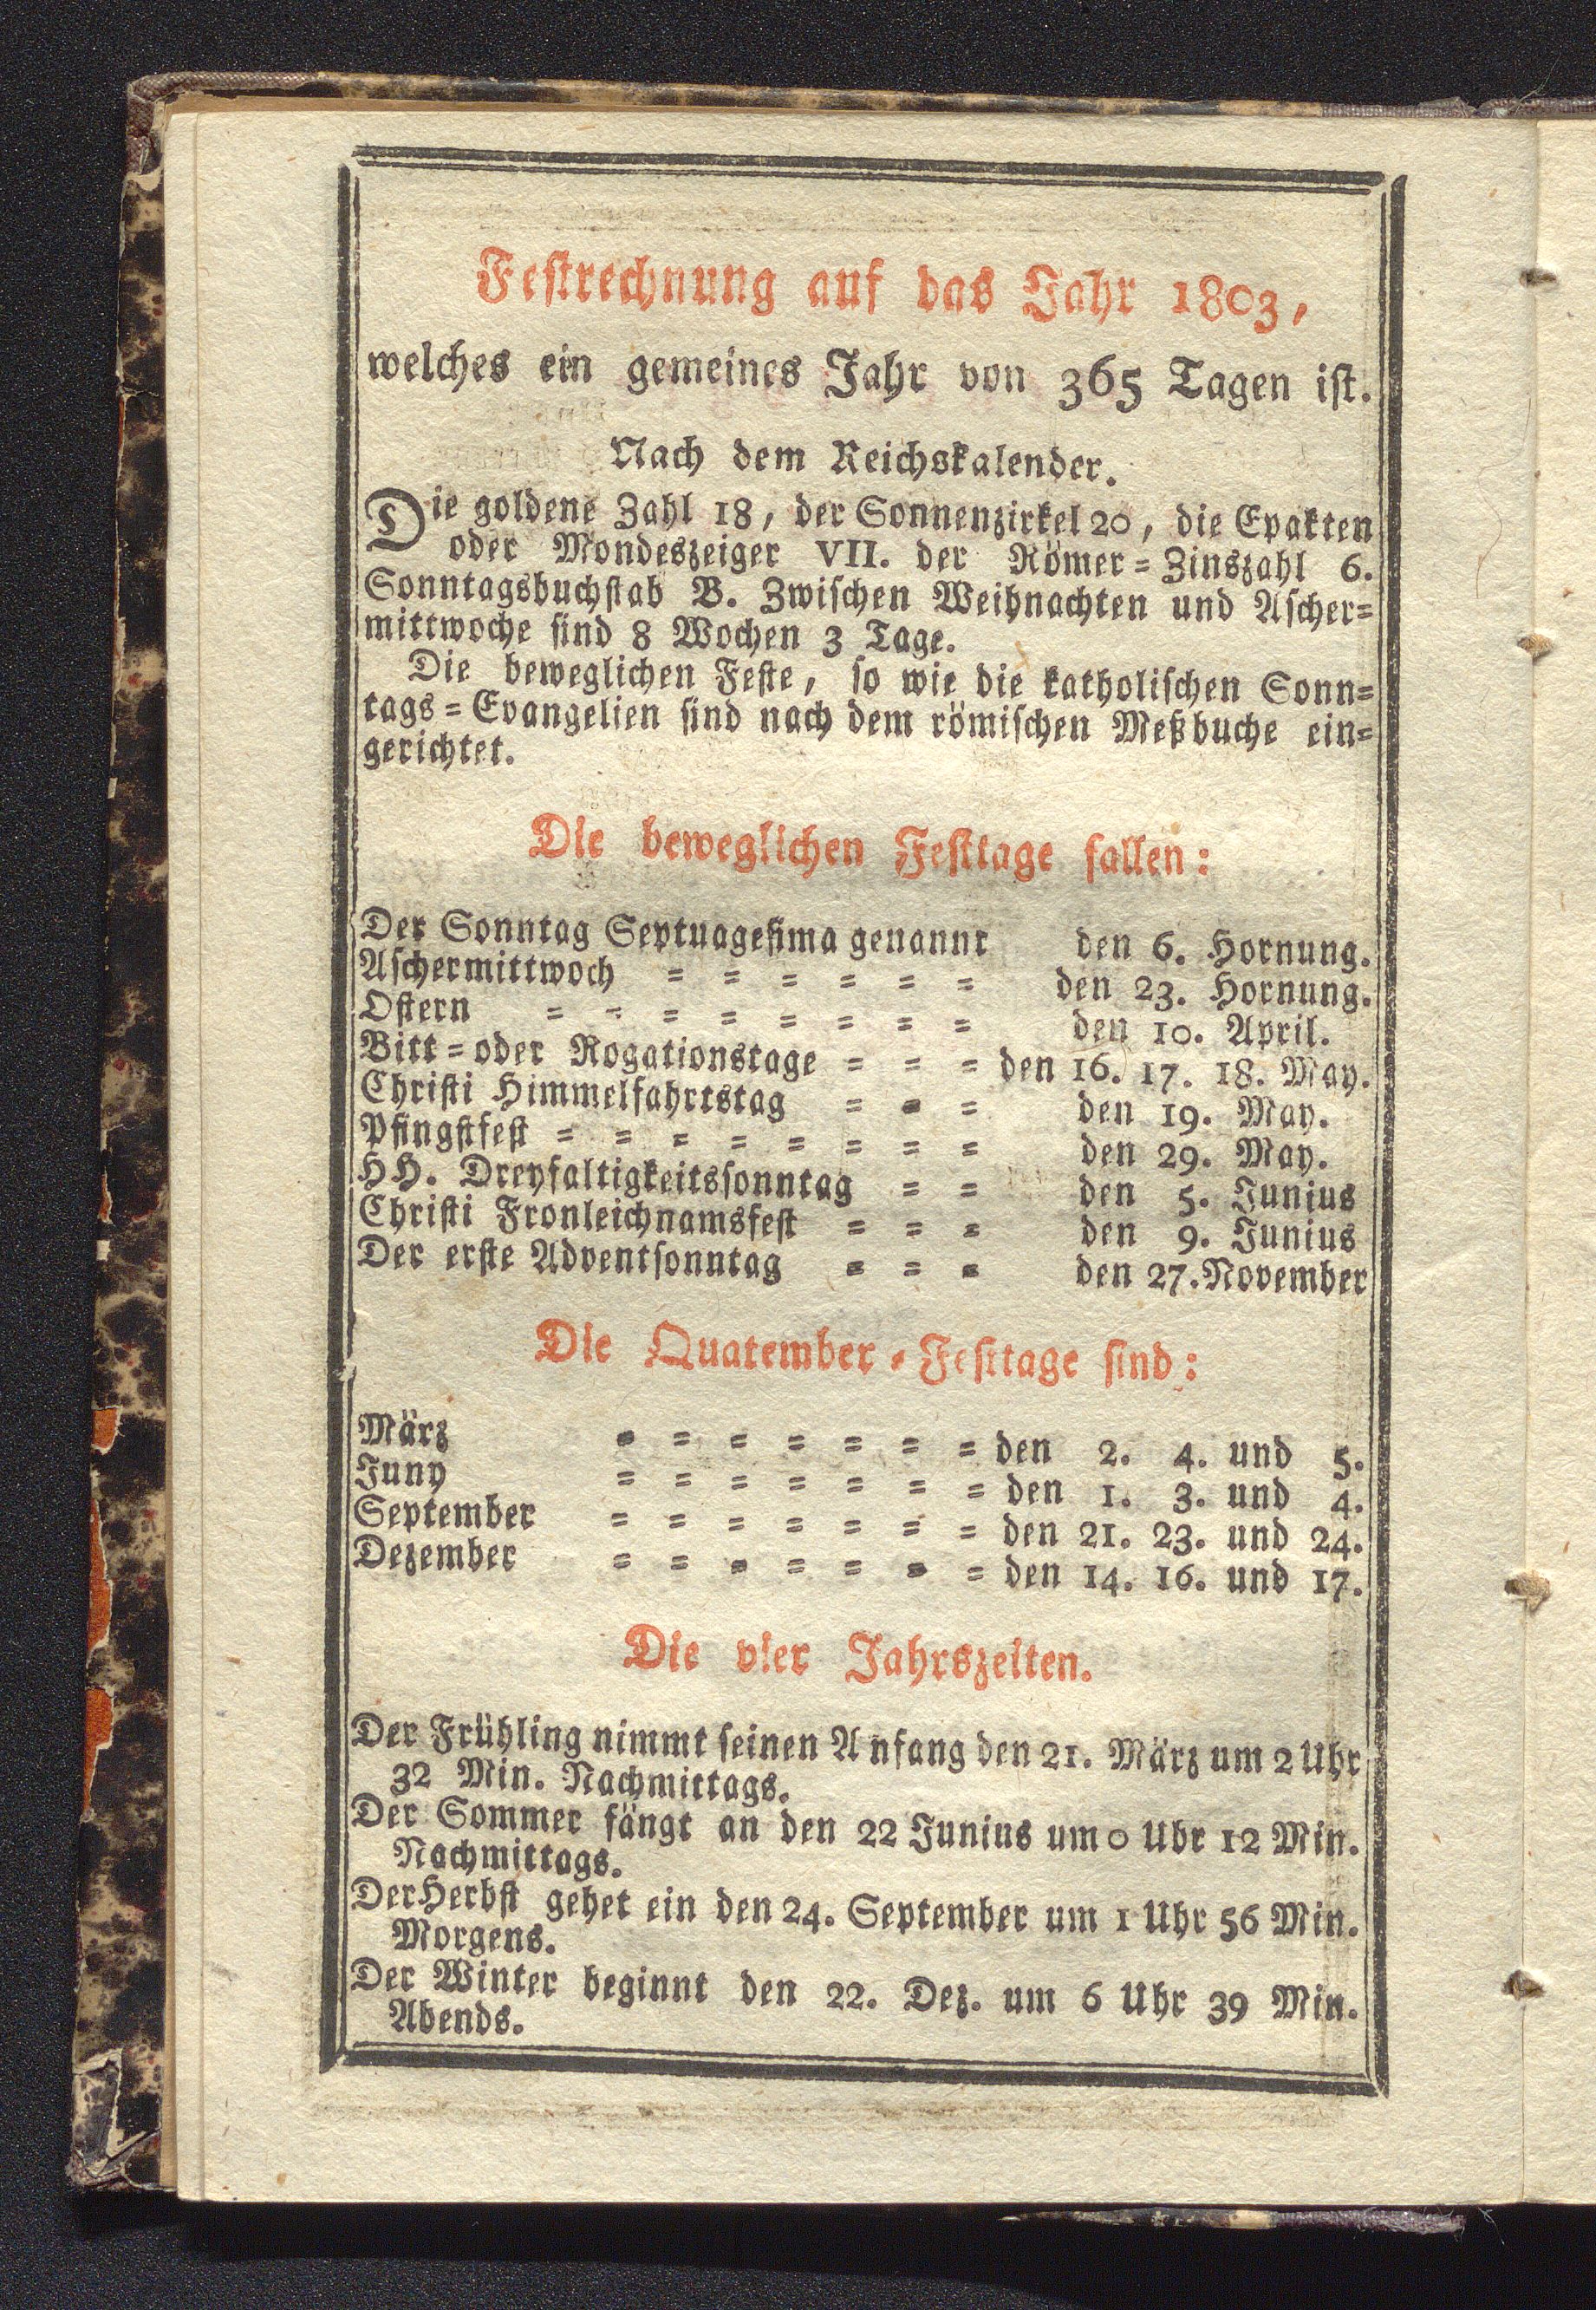 Festrechnung auf das Jahr 1803,
welches ein gemeines Jahr von 365 Tagen ist.
Nach dem Reichskalender.
Die goldene Zahl 18, der Sonnenzirkel 20, die Epakten
oder Mondeszeiger VII. der Römer=Zinszahl 6.
Sonntagsbuchstab B. Zwischen Weihnachten und Ascher=
mittwoche sind 8 Wochen 3 Tage.
Die beweglichen Feste, so wie die katholischen Sonn=
tags=Evangelien sind nach dem römischen Meßbuche ein=
gerichtet.
Die beweglichen Festtage fallen:
Der Sonntag Septuagesima genannt den 6. Hornung.
Aschermittwoch = = = = = = den 23. Hornung.
Ostern = = = = = = = = den 10. April.
Bitt=oder Rogationstage = = = den 16. 17. 18. May.
Christi Himmelfahrtstag = = = den 19. May.
Pfingstfest = = = = = = = = den 29. May.
HH. Dreyfaltigkeitssonntag = = den 5. Junius
Christi Fronleichnamsfest = = = den 9. Junius
Der erste Adventsonntag = = = den 27. November
Die Quatember=Festtage sind:
März = = = = = = = den 2. 4. und 5.
Juny = = = = = = = den 1. 3. und 4.
September = = = = = = = den 21. 23. und 24.
Dezember = = = = = = = den 14. 16. und 17.
Die vier Jahrszeiten.
Der Frühling nimmt seinen Anfang den 21. März um 2 Uhr
32 Min. Nachmittags.
Der Sommer fängt an den 22 Junius um 0 Uhr 12 Min.
Nachmittags.
Der Herbst gehet ein den 24. September um 1 Uhr 56 Min.
Morgens.
Der Winter beginnt den 22. Dez. um 6 Uhr 39 Min.
Abends.